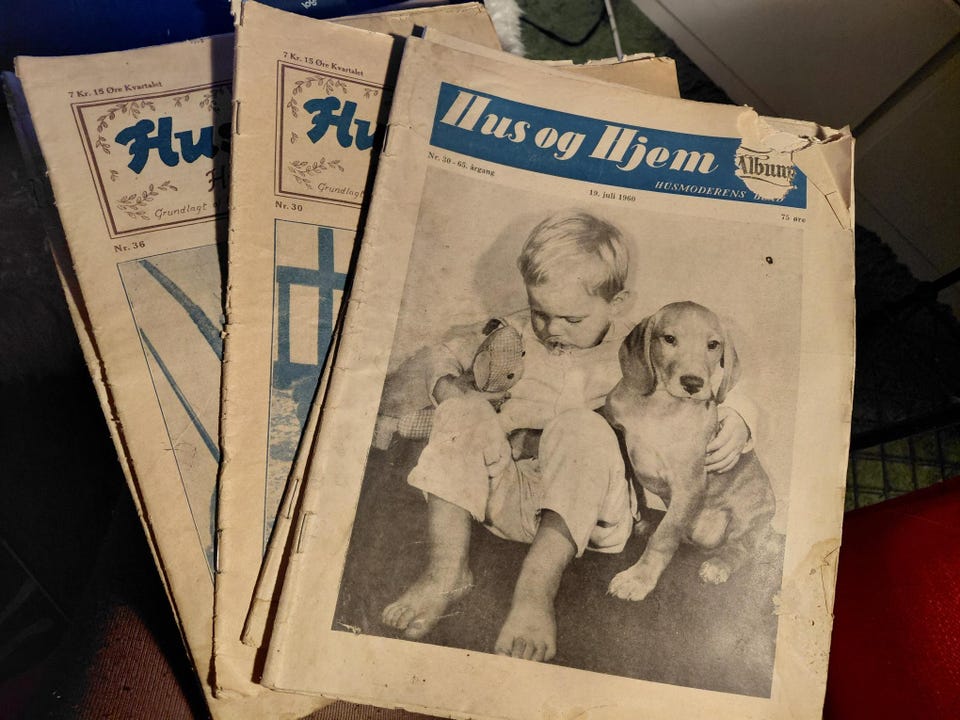 7 Kr. 15 Øre Kvartalet
Hus
Grundlagt
Nr. 36
7 Kr. 15 Øre Kvartalet
Hu
Grundlagt
Nr. 30
Hus og Hjem
Album
HUSMODERENS
Nr. 30 - 65. årgang
19. juli 1960
75 øre